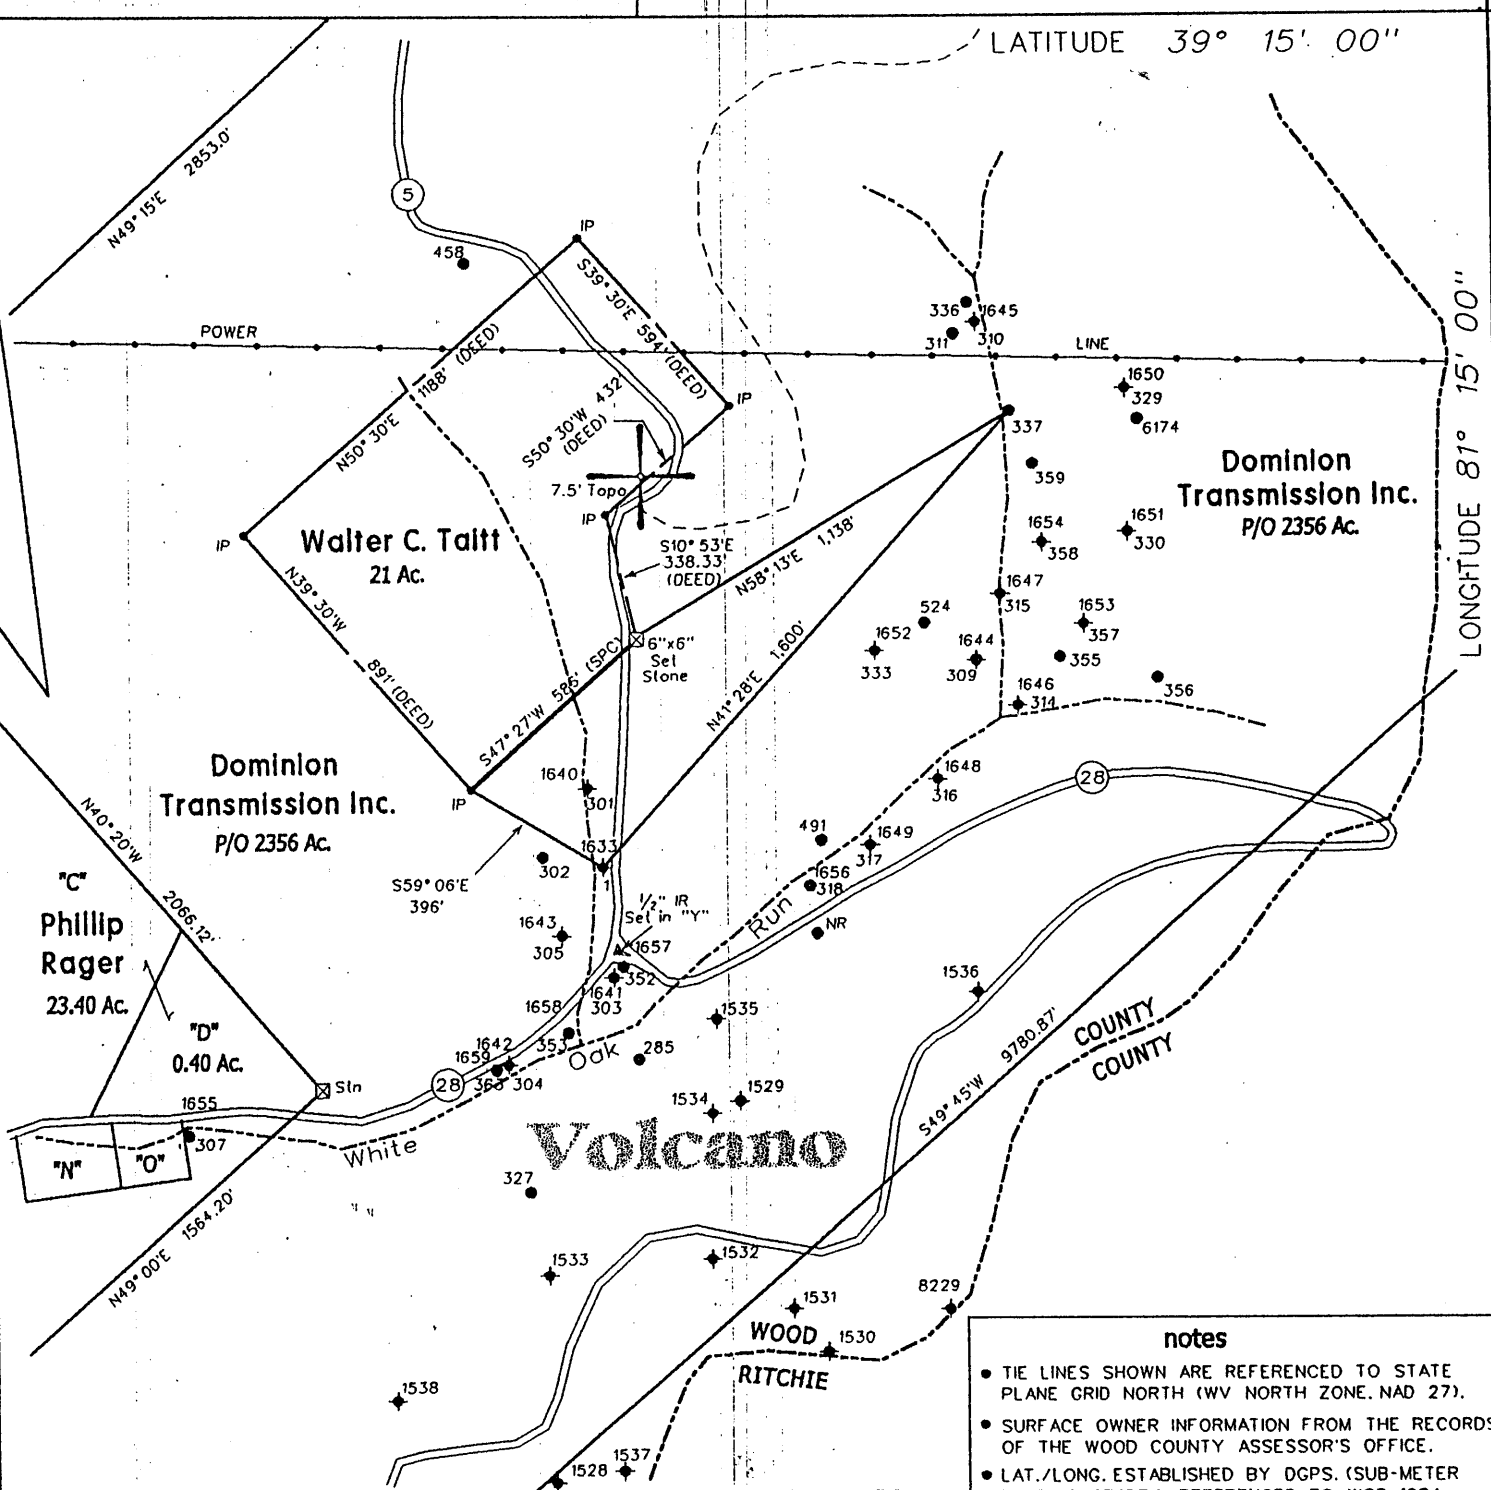 LATITUDE 39° 15' 00"
N49° 15'E 2853.0'
5
IP
458
S39° 30'E 594' (DEED)
336
1645
311
310
POWER
LINE
LONGITUDE 81° 15' 00"
N50° 30'E 1188' (DEED)
1650
329
6174
IP
337
S50° 30'W 432'
(DEED)
359
Dominion
Transmission Inc.
P/O 2356 Ac.
7.5' Topo
IP
IP
Walter C. Taitt
21 Ac.
S10° 53'E
338.33'
(DEED)
N58° 13'E 1,138'
1654
358
1651
330
1647
315
N39° 30'W 891' (DEED)
524
1653
357
6"x6"
Set
Stone
1652
333
1644
309
355
356
1646
314
S47° 27'W 586' (SPC)
N41° 28'E 1,600'
Dominion
Transmission Inc.
P/O 2356 Ac.
1640
301
IP
1648
316
28
N40° 20'W 2066.12'
491
1649
317
1633
1
302
1656
318
S59° 06'E
396'
"C"
Phillip
Rager
23.40 Ac.
1/2" IR
Set in "Y"
1643
305
1657
352
Run
NR
1641
303
1536
"D"
0.40 Ac.
1658
353
1535
1642
1659
363
304
Oak
285
COUNTY
COUNTY
S49° 45'W 9780.87'
Stn
28
1655
1534
1529
307
White
Volcano
"N"
"O"
327
N49° 00'E 1564.20'
1533
1532
1531
8229
WOOD
1530
RITCHIE
1538
1537
1528
notes
● TIE LINES SHOWN ARE REFERENCED TO STATE
PLANE GRID NORTH (WV NORTH ZONE, NAD 27).
● SURFACE OWNER INFORMATION FROM THE RECORDS
OF THE WOOD COUNTY ASSESSOR'S OFFICE.
● LAT./LONG. ESTABLISHED BY DGPS. (SUB-METER